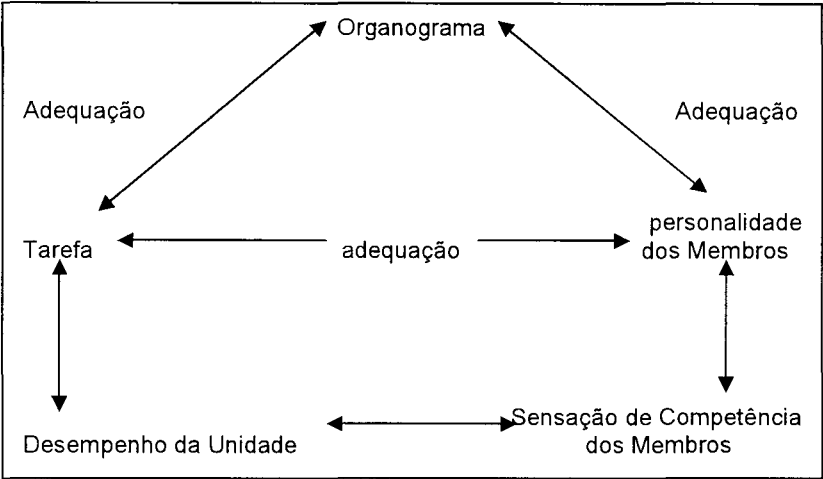 Organograma
Adequação
Adequação
Tarefa
adequação
personalidade
dos Membros
Desempenho da Unidade
Sensação de Competência
dos Membros